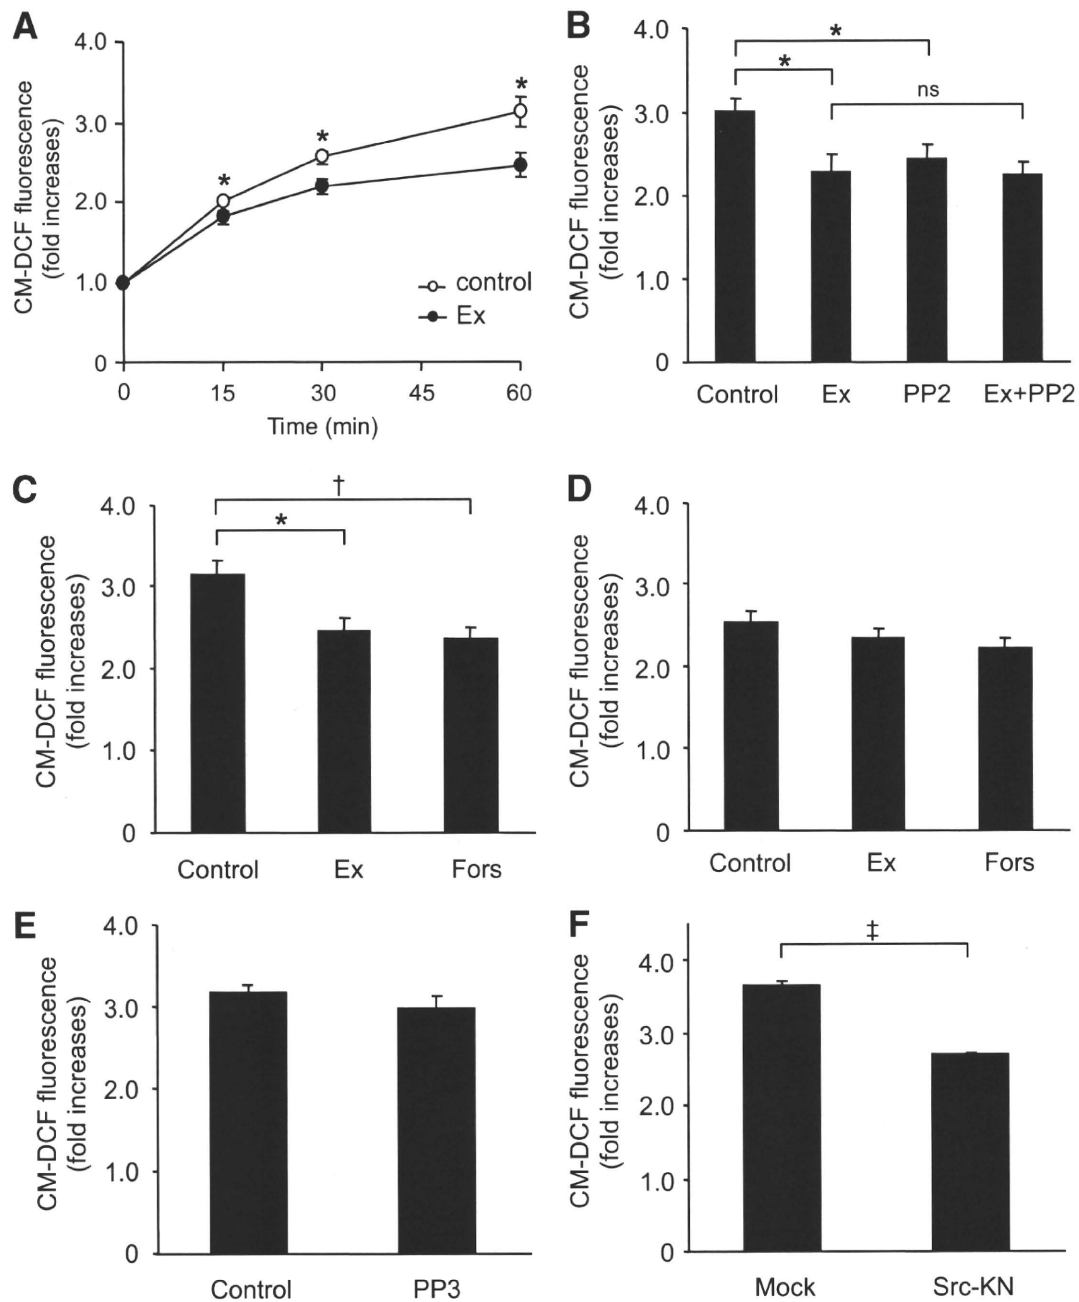 A
CM-DCF fluorescence
(fold increases)
4.0
3.0
2.0
1.0
0
*
*
*
control
Ex
0 15 30 45 60
Time (min)
B
CM-DCF fluorescence
(fold increases)
4.0
3.0
2.0
1.0
0
*
*
ns
Control Ex PP2 Ex+PP2
C
CM-DCF fluorescence
(fold increases)
4.0
3.0
2.0
1.0
0
†
*
Control Ex Fors
D
CM-DCF fluorescence
(fold increases)
4.0
3.0
2.0
1.0
0
Control Ex Fors
E
CM-DCF fluorescence
(fold increases)
4.0
3.0
2.0
1.0
0
Control PP3
F
CM-DCF fluorescence
(fold increases)
4.0
3.0
2.0
1.0
0
‡
Mock Src-KN